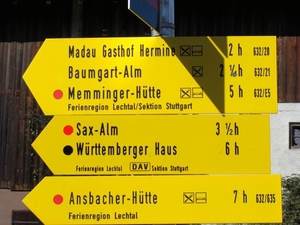 Madau Gasthof Hermine 2 h 632/20
Baumgart-Alm 2 ½ h 632/21
Memminger-Hütte 5 h 632/E5
Ferienregion Lechtal/Sektion Stuttgart
Sax-Alm 3 ½ h
Württemberger Haus 6 h
Ferienregion Lechtal DAV Sektion Stuttgart
Ansbacher-Hütte 7 h 632/635
Ferienregion Lechtal